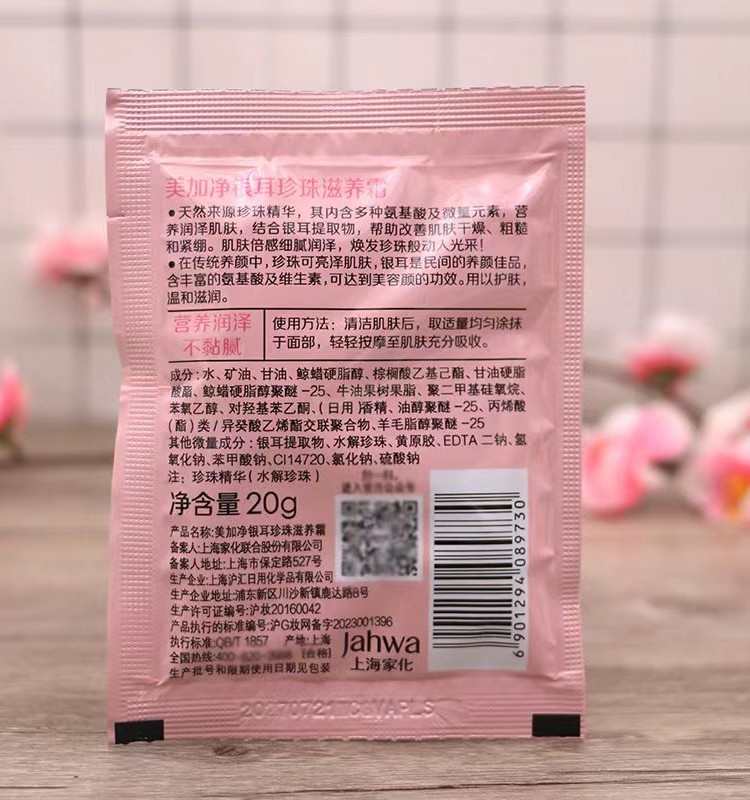 美加净银耳珍珠滋养霜
●天然来源珍珠精华，其内含多种氨基酸及微量元素，营
养润泽肌肤，结合银耳提取物，帮助改善肌肤干燥、粗糙
和紧绷。肌肤倍感细腻润泽，焕发珍珠般动人光采！
●在传统养颜中，珍珠可亮泽肌肤，银耳是民间的养颜佳品，
含丰富的氨基酸及维生素，可达到美容颜的功效。用以护肤，
温和滋润。
营养润泽
不黏腻
使用方法：清洁肌肤后，取适量均匀涂抹
于面部，轻轻按摩至肌肤充分吸收。
成分：水、矿油、甘油、鲸蜡硬脂醇、棕榈酸乙基己酯、甘油硬脂
酸酯、鲸蜡硬脂醇聚醚-25、牛油果树果脂、聚二甲基硅氧烷、
苯氧乙醇、对羟基苯乙酮、(日用)香精、油醇聚醚-25、丙烯酸
(酯)类/异癸酸乙烯酯交联聚合物、羊毛脂醇聚醚-25
其他微量成分：银耳提取物、水解珍珠、黄原胶、EDTA 二钠、氢
氧化钠、苯甲酸钠、CI14720、氯化钠、硫酸钠
注：珍珠精华(水解珍珠)
净含量 20g
产品名称:美加净银耳珍珠滋养霜
备案人:上海家化联合股份有限公司
备案人地址:上海市保定路527号
生产企业:上海沪汇日用化学品有限公司
生产企业地址:浦东新区川沙新镇鹿达路8号
生产许可证编号:沪妆20160042
产品执行的标准编号:沪G妆网备字2023001396
执行标准:QB/T 1857 产地:上海
全国热线:400-820-[合格]
生产批号和限期使用日期见包装
Jahwa
上海家化
6 901294 089730
20270721